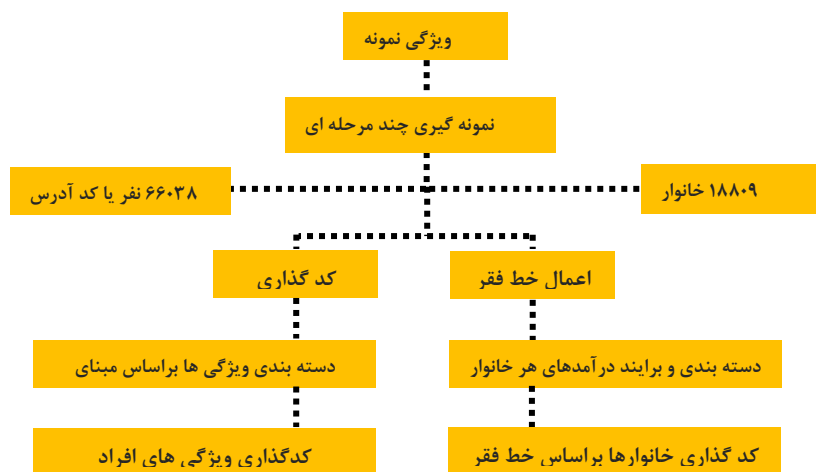 ویژگی نمونه
نمونه گیری چند مرحله ای
۱۸۸۰۹ خانوار
۶۶۰۳۸ نفر یا کد آدرس
اعمال خط فقر
کد گذاری
دسته بندی و برایند درآمدهای هر خانوار
دسته بندی ویژگی ها براساس مبنای
کد گذاری خانوارها براساس خط فقر
کدگذاری ویژگی های افراد